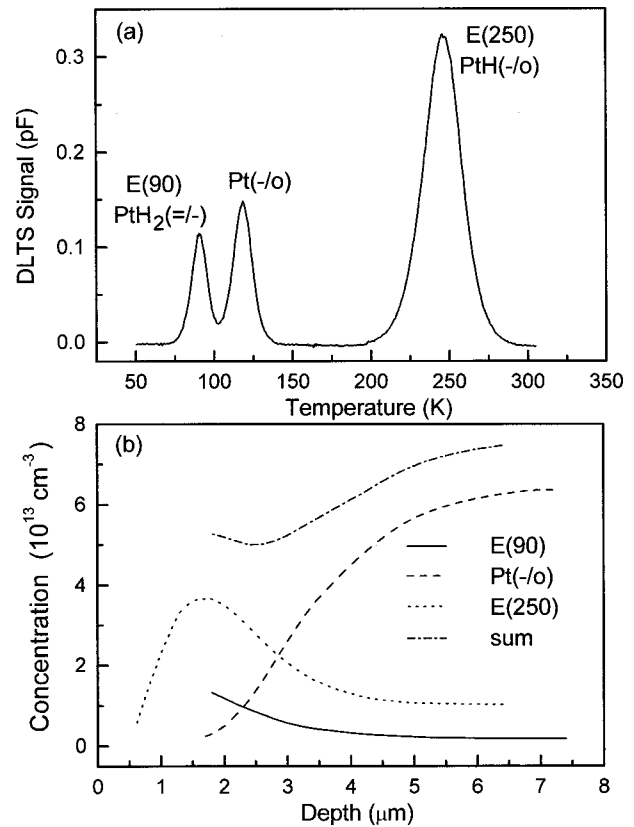 (a)
E(250)
PtH(-/o)
E(90)
PtH₂(=/-)
Pt(-/o)
DLTS Signal (pF)
0.3
0.2
0.1
0.0
50 100 150 200 250 300 350
Temperature (K)
(b)
Concentration (10¹³ cm⁻³)
8
6
4
2
0
E(90)
Pt(-/o)
E(250)
sum
0 1 2 3 4 5 6 7 8
Depth (μm)